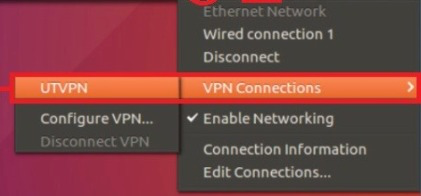 Ethernet Network
Wired connection 1
Disconnect
UTVPN
VPN Connections
Configure VPN...
Enable Networking
Disconnect VPN
Connection Information
Edit Connections...